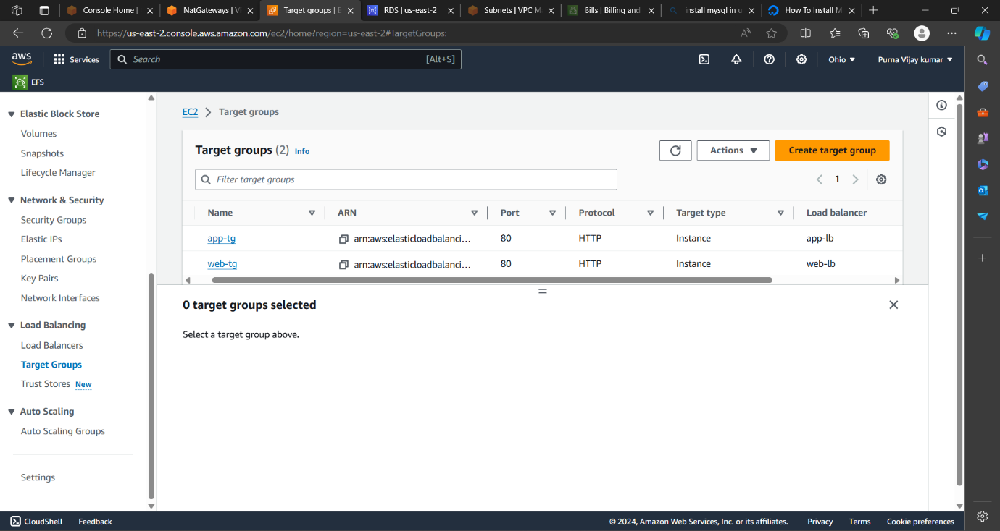 Console Home |
NatGateways | V
Target groups | E
RDS | us-east-2
Subnets | VPC M
Bills | Billing and
install mysql in u
How To Install M
https://us-east-2.console.aws.amazon.com/ec2/home?region=us-east-2#TargetGroups:
aws
Services
Search
[Alt+S]
Ohio
Purna Vijay kumar
EFS
Elastic Block Store
Volumes
Snapshots
Lifecycle Manager
Network & Security
Security Groups
Elastic IPs
Placement Groups
Key Pairs
Network Interfaces
Load Balancing
Load Balancers
Target Groups
Trust Stores New
Auto Scaling
Auto Scaling Groups
Settings
EC2 > Target groups
Target groups (2) Info
Actions
Create target group
Filter target groups
1
Name ARN Port Protocol Target type Load balancer
app-tg arn:aws:elasticloadbalanci... 80 HTTP Instance app-lb
web-tg arn:aws:elasticloadbalanci... 80 HTTP Instance web-lb
0 target groups selected
Select a target group above.
CloudShell Feedback © 2024, Amazon Web Services, Inc. or its affiliates. Privacy Terms Cookie preferences